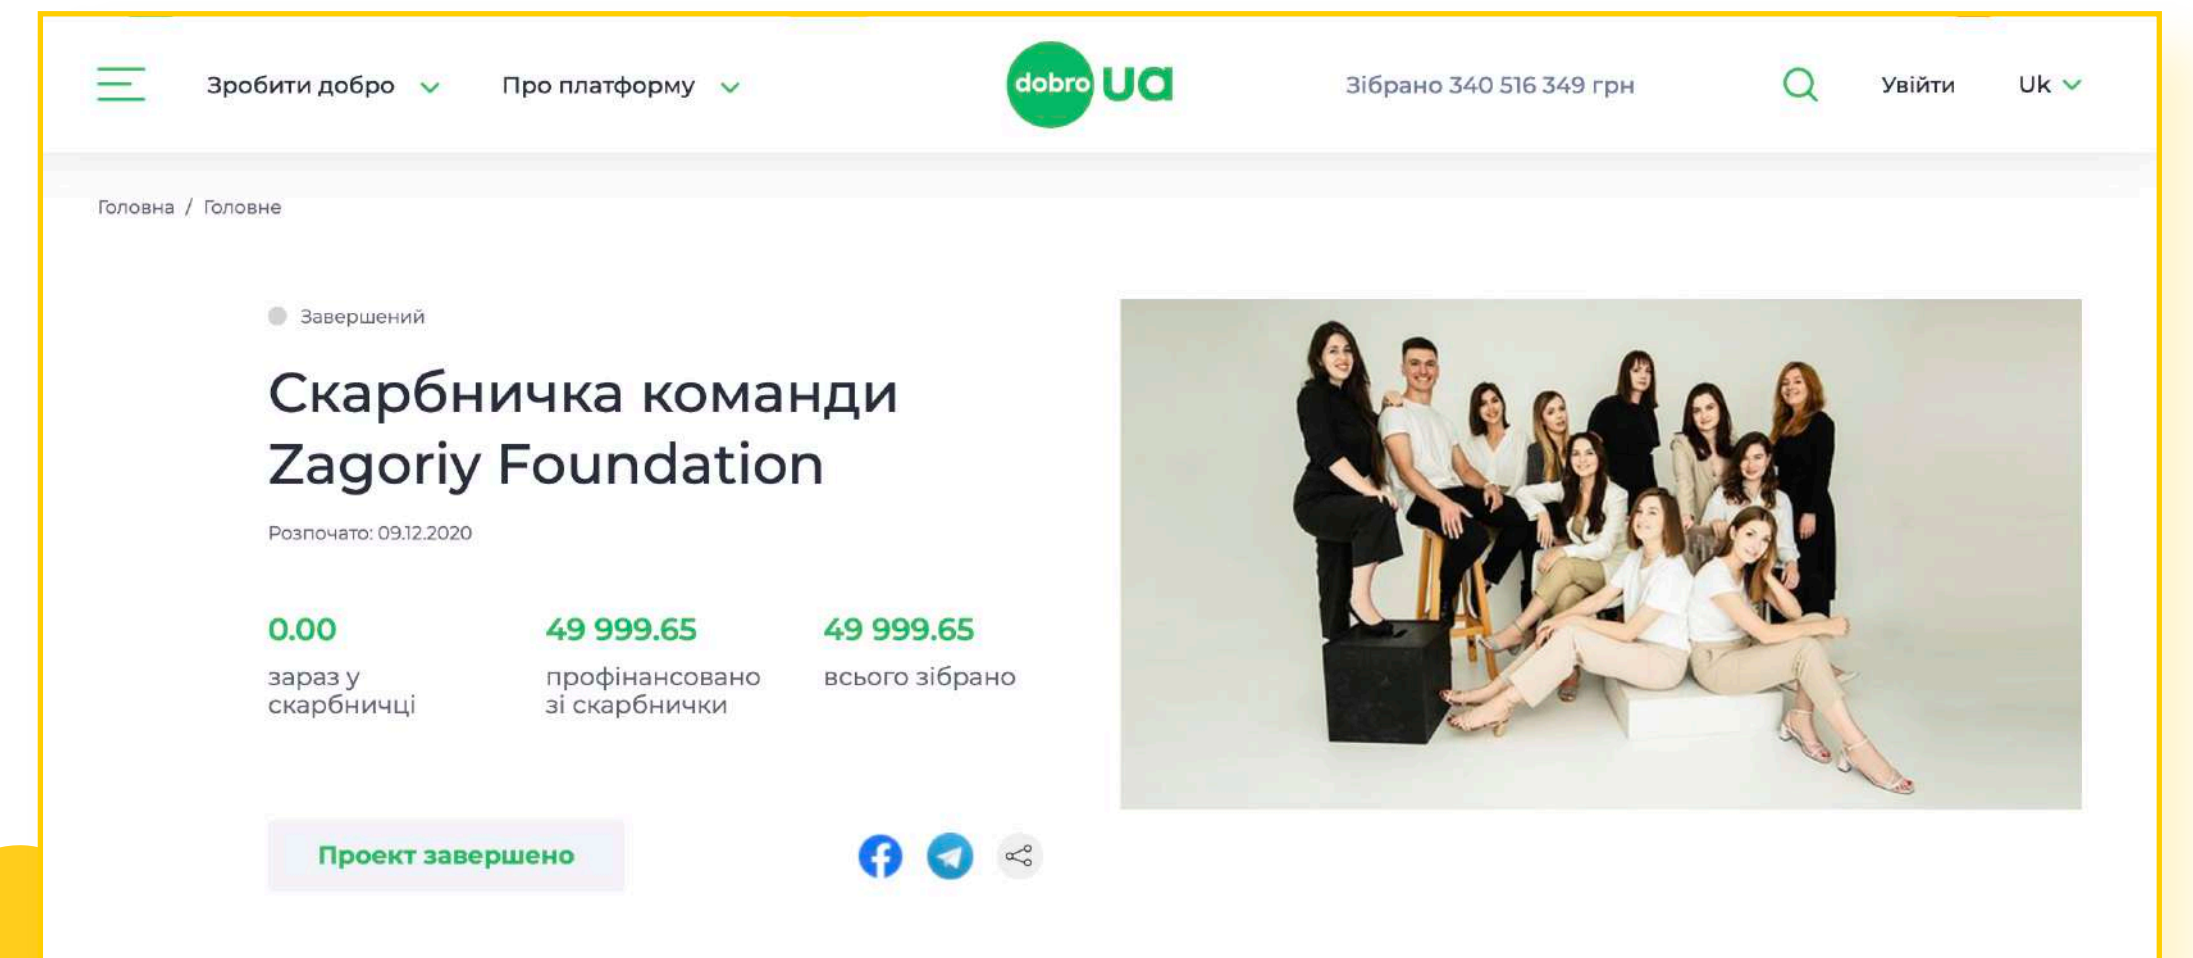 Зробити добро
Про платформу
dobro ua
Зібрано 340 516 349 грн
Увійти
Uk
Головна / Головне
Завершений
Скарбничка команди
Zagoriy Foundation
Розпочато: 09.12.2020
0.00
зараз у
скарбничці
49 999.65
профінансовано
зі скарбнички
49 999.65
всього зібрано
Проект завершено